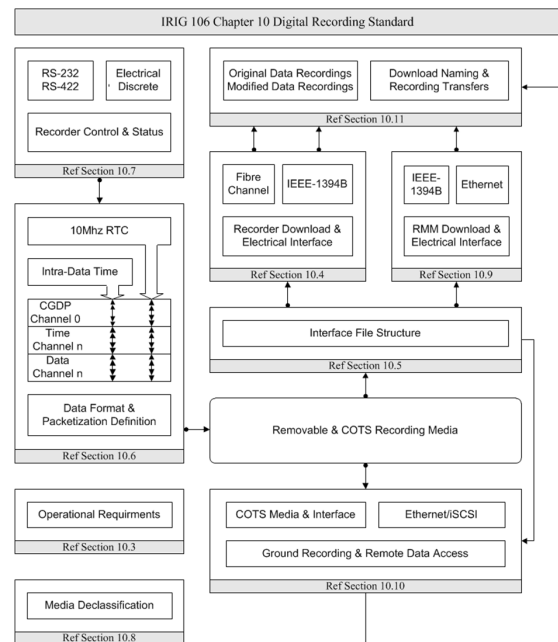 IRIG 106 Chapter 10 Digital Recording Standard
RS-232
RS-422
Electrical
Discrete
Recorder Control & Status
Ref Section 10.7
Original Data Recordings
Modified Data Recordings
Download Naming &
Recording Transfers
Ref Section 10.11
Fibre
Channel
IEEE-1394B
Recorder Download &
Electrical Interface
Ref Section 10.4
IEEE-
1394B
Ethernet
RMM Download &
Electrical Interface
Ref Section 10.9
10Mhz RTC
Intra-Data Time
CGDP
Channel 0
Time
Channel n
Data
Channel n
Data Format &
Packetization Definition
Ref Section 10.6
Interface File Structure
Ref Section 10.5
Removable & COTS Recording Media
Operational Requirments
Ref Section 10.3
COTS Media & Interface
Ethernet/iSCSI
Ground Recording & Remote Data Access
Ref Section 10.10
Media Declassification
Ref Section 10.8